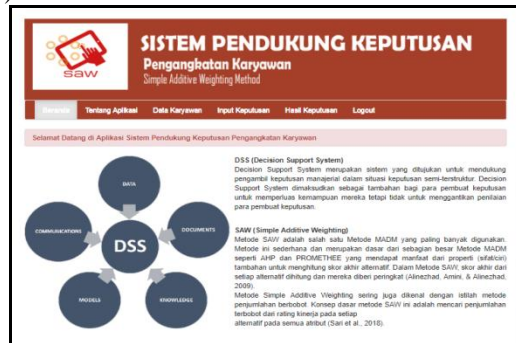 saw
SISTEM PENDUKUNG KEPUTUSAN
Pengangkatan Karyawan
Simple Additive Weighting Method
Beranda Tentang Aplikasi Data Karyawan Input Keputusan Hasil Keputusan Logout
Selamat Datang di Aplikasi Sistem Pendukung Keputusan Pengangkatan Karyawan
DATA
COMMUNICATIONS
DOCUMENTS
DSS
MODELS
KNOWLEDGE
DSS (Decision Support System)
Decision Support System merupakan sistem yang ditujukan untuk mendukung
pengambil keputusan manajerial dalam situasi keputusan semi-terstruktur. Decision
Support System dimaksudkan sebagai tambahan bagi para pembuat keputusan
untuk memperluas kemampuan mereka tetapi tidak untuk menggantikan penilaian
para pembuat keputusan.
SAW (Simple Additive Weighting)
Metode SAW adalah salah satu Metode MADM yang paling banyak digunakan.
Metode ini sederhana dan merupakan dasar dari sebagian besar Metode MADM
seperti AHP dan PROMETHEE yang mendapat manfaat dari properti (sifat/ciri)
tambahan untuk menghitung skor akhir alternatif. Dalam Metode SAW, skor akhir dari
setiap alternatif dihitung dan mereka diberi peringkat (Alinezhad, Amini, & Alinezhad,
2009).
Metode Simple Additive Weighting sering juga dikenal dengan istilah metode
penjumlahan berbobot. Konsep dasar metode SAW ini adalah mencari penjumlahan
terbobot dari rating kinerja pada setiap
alternatif pada semua atribut (Sari et al., 2018).